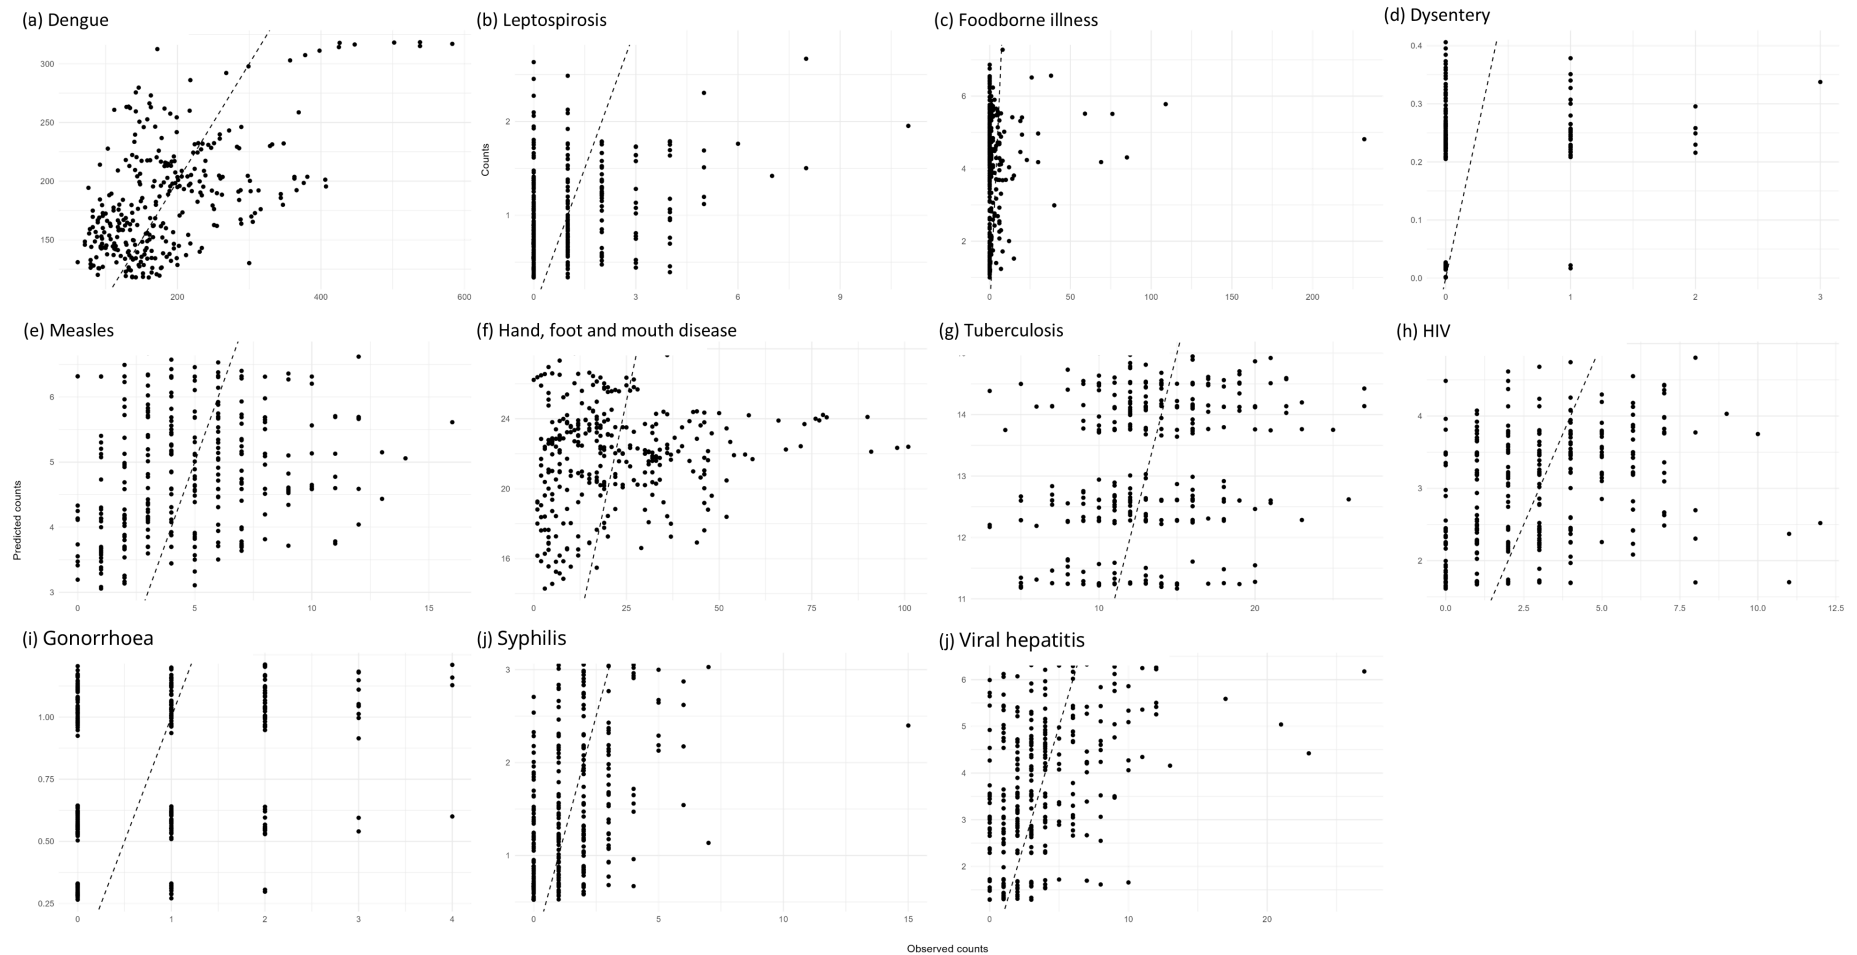 (a) Dengue
300
250
200
150
200 400 600
(b) Leptospirosis
Counts
2
1
0 3 6 9
(c) Foodborne illness
6
4
2
0 50 100 150 200
(d) Dysentery
0.4
0.3
0.2
0.1
0.0
0 1 2 3
(e) Measles
Predicted counts
6
5
4
3
0 5 10 15
(f) Hand, foot and mouth disease
24
20
16
0 25 50 75 100
(g) Tuberculosis
14
13
12
11
10 20
(h) HIV
4
3
2
0.0 2.5 5.0 7.5 10.0 12.5
(i) Gonorrhoea
1.00
0.75
0.50
0.25
0 1 2 3 4
(j) Syphilis
3
2
1
0 5 10 15
(j) Viral hepatitis
6
5
4
3
2
0 10 20
Observed counts